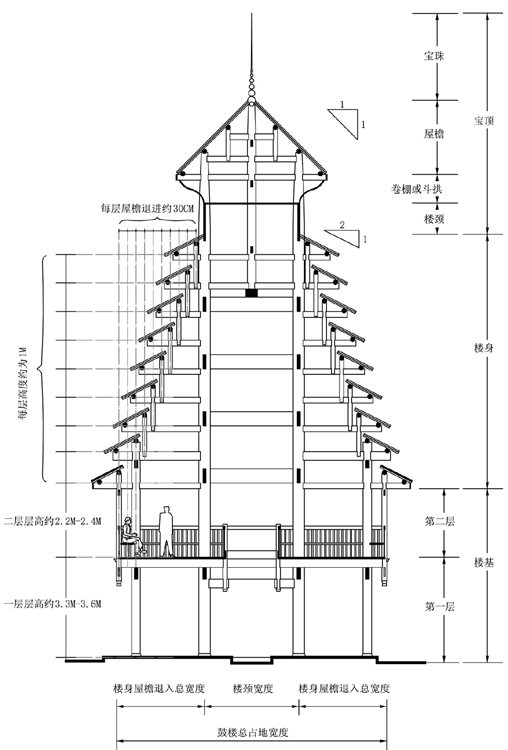 宝珠
1
1
屋檐
宝顶
卷棚或斗拱
每层屋檐退进约30CM
楼颈
2
1
每层高度约为1M
楼身
二层层高约2.2M-2.4M
第二层
楼基
一层层高约3.3M-3.6M
第一层
楼身屋檐退入总宽度
楼颈宽度
楼身屋檐退入总宽度
鼓楼总占地宽度